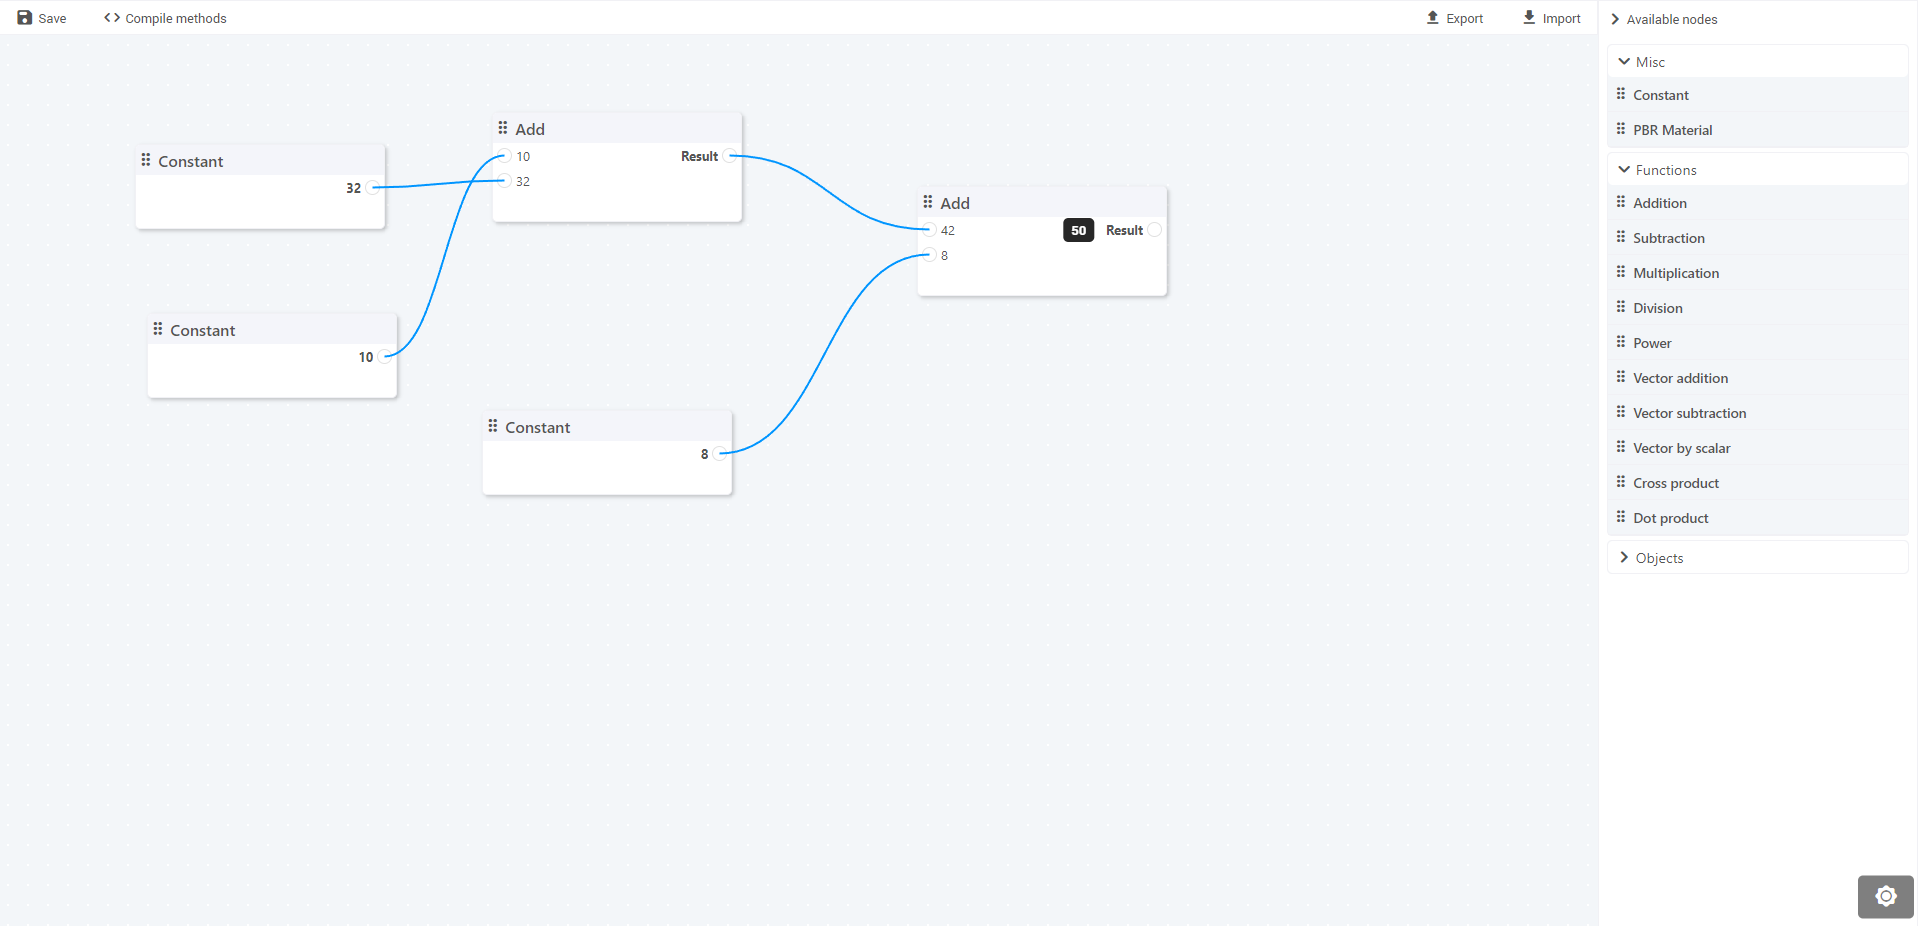 Save
Compile methods
Export
Import
Available nodes
Constant
32
Constant
10
Add
10
Result
32
Constant
8
Add
42
50
Result
8
Misc
Constant
PBR Material
Functions
Addition
Subtraction
Multiplication
Division
Power
Vector addition
Vector subtraction
Vector by scalar
Cross product
Dot product
Objects